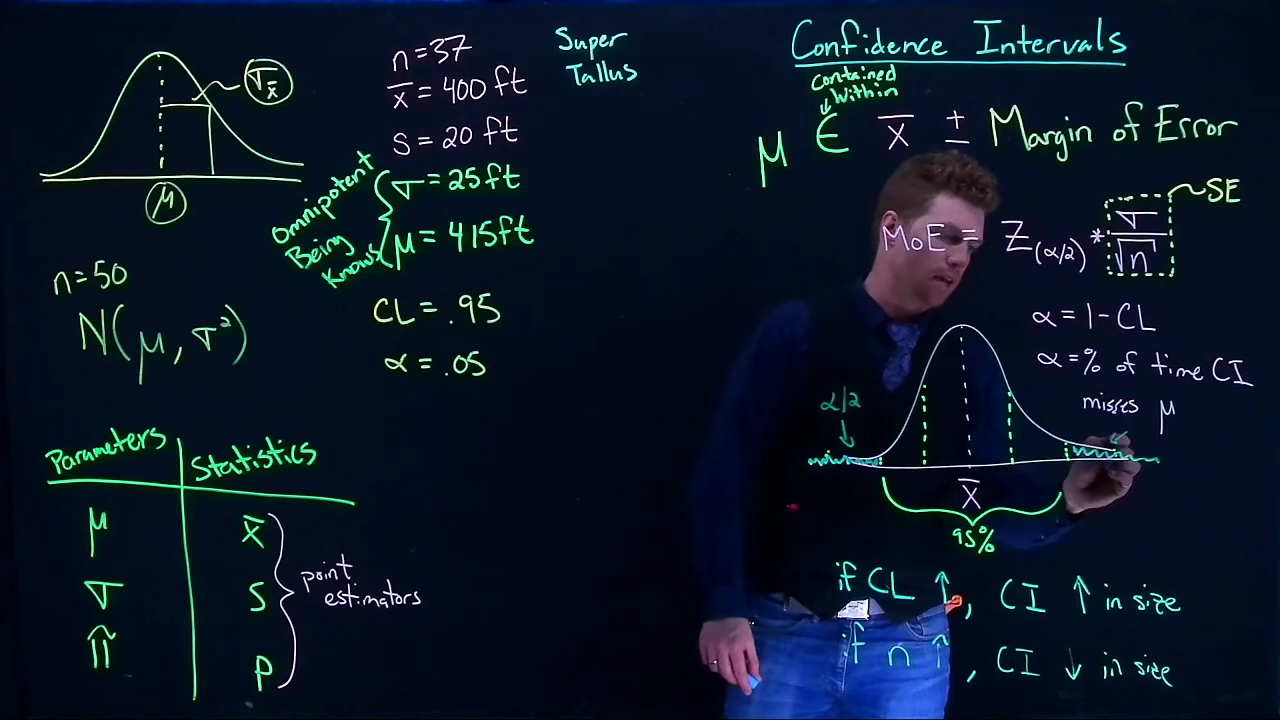 σx̄
μ
n=50
N(μ, σ²)
n=37
x̄ = 400 ft
s = 20 ft
Omnipotent
Being
Knows
σ = 25 ft
μ = 415 ft
CL = .95
α = .05
Super
Tallus
Parameters Statistics
μ x̄
σ s
π p
point
estimators
Confidence Intervals
contained
within
μ ∈ x̄ ± Margin of Error
MoE = Z(α/2) * σ/√n
SE
α = 1 - CL
α = % of time CI
misses μ
α/2
x̄
95%
if CL ↑, CI ↑ in size
if n ↑, CI ↓ in size